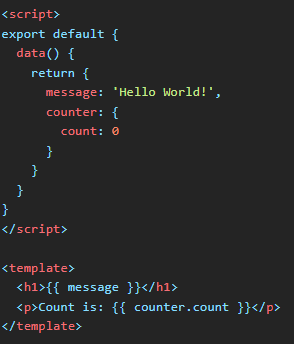 <script>
export default {
  data() {
    return {
      message: 'Hello World!',
      counter: {
        count: 0
      }
    }
  }
}
</script>

<template>
  <h1>{{ message }}</h1>
  <p>Count is: {{ counter.count }}</p>
</template>